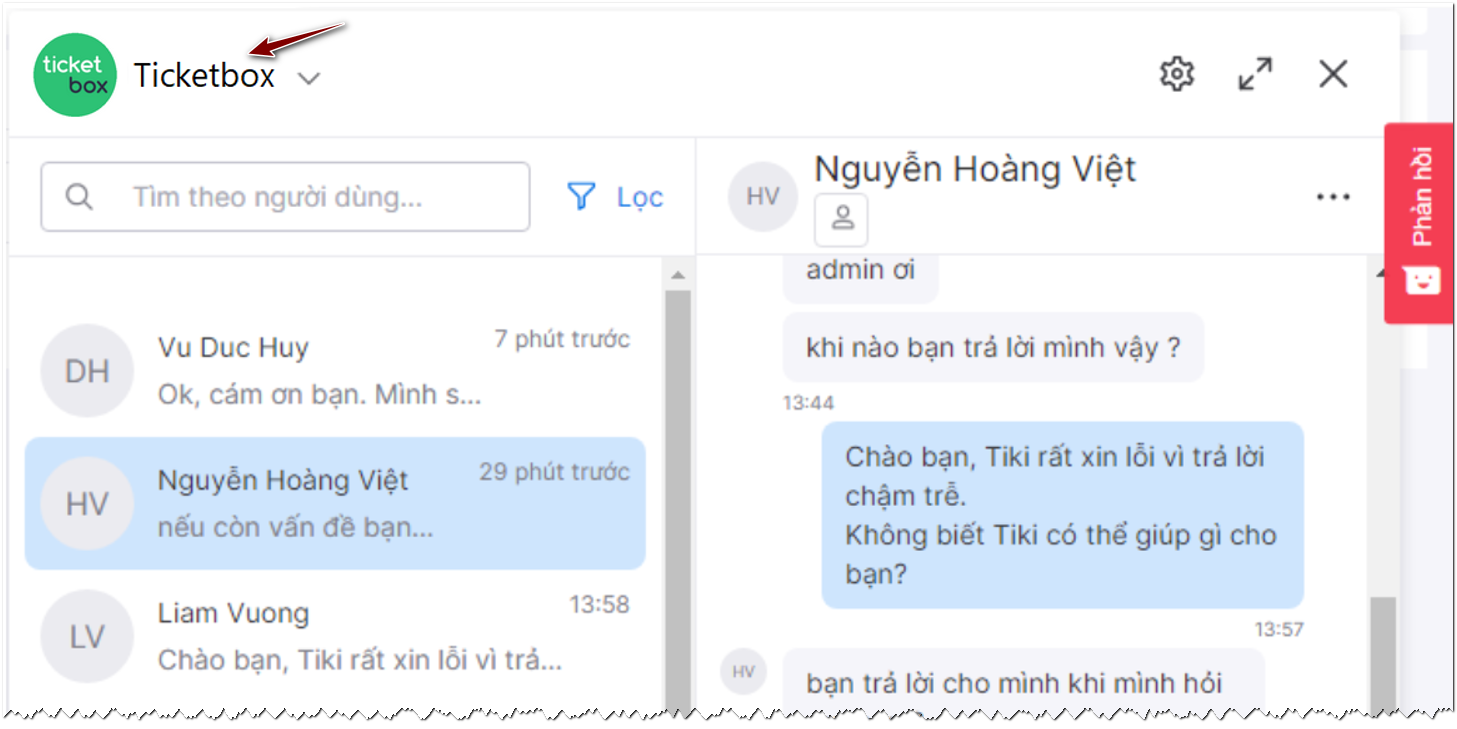 ticket
box
Ticketbox
Tìm theo người dùng...
Lọc
Vu Duc Huy
7 phút trước
Ok, cám ơn bạn. Mình s...
HV
Nguyễn Hoàng Việt
29 phút trước
nếu còn vấn đề bạn...
DH
LV
Liam Vuong
13:58
Chào bạn, Tiki rất xin lỗi vì trả...
HV
Nguyễn Hoàng Việt
admin ơi
khi nào bạn trả lời mình vậy ?
13:44
Chào bạn, Tiki rất xin lỗi vì trả lời
chậm trễ.
Không biết Tiki có thể giúp gì cho
bạn?
13:57
HV
bạn trả lời cho mình khi mình hỏi
Phản hồi